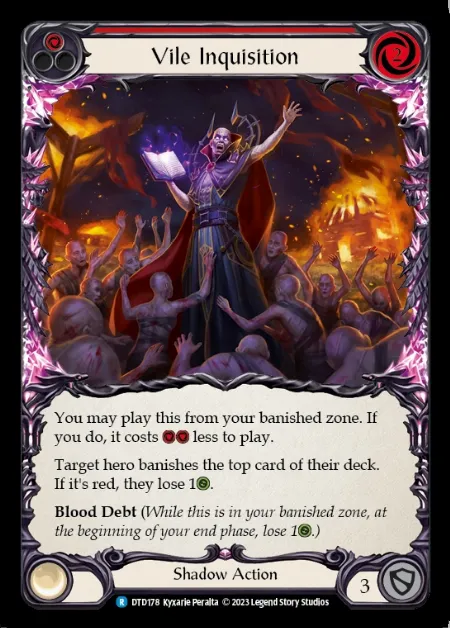 Vile Inquisition
2
You may play this from your banished zone. If
you do, it costs less to play.
Target hero banishes the top card of their deck.
If it's red, they lose 1.
Blood Debt (While this is in your banished zone, at
the beginning of your end phase, lose 1.)
Shadow Action
3
R DTD178 Kyxarie Peralta © 2023 Legend Story Studios